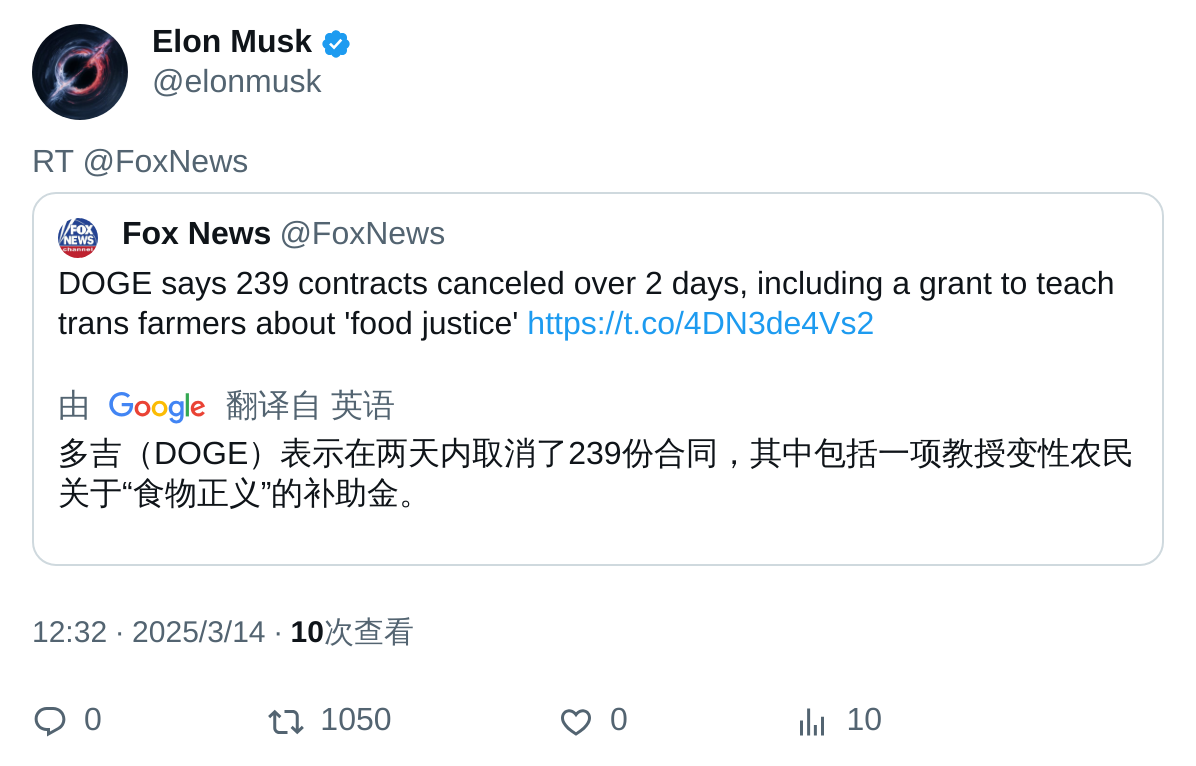 Elon Musk
@elonmusk
RT @FoxNews
FOX NEWS channel
Fox News @FoxNews
DOGE says 239 contracts canceled over 2 days, including a grant to teach
trans farmers about 'food justice' https://t.co/4DN3de4Vs2
由 Google 翻译自 英语
多吉（DOGE）表示在两天内取消了239份合同，其中包括一项教授变性农民
关于“食物正义”的补助金。
12:32 · 2025/3/14 · 10次查看
0 1050 0 10